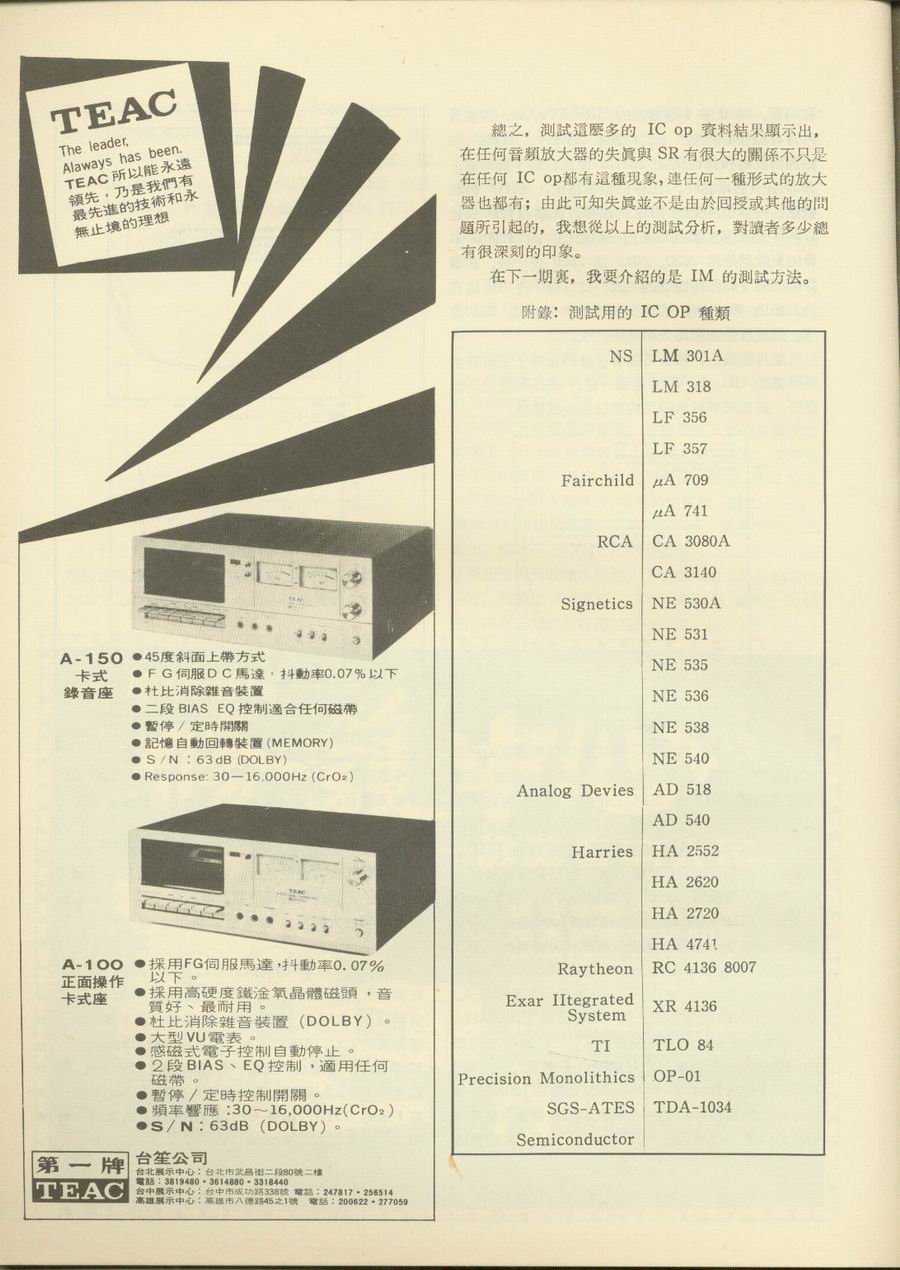 TEAC
The leader,
Alaways has been.
TEAC所以能永遠
領先，乃是我們有
最先進的技術和永
無止境的理想
A-150
卡式
錄音座
●45度斜面上帶方式
●FG伺服DC馬達，抖動率0.07%以下
●杜比消除雜音裝置
●二段BIAS EQ控制適合任何磁帶
●暫停/定時開關
●記憶自動回轉裝置(MEMORY)
●S/N：63dB (DOLBY)
●Response: 30—16.000Hz (CrO₂)
A-100
正面操作
卡式座
●採用FG伺服馬達，抖動率0.07%
以下。
●採用高硬度鐵淦氧晶體磁頭，音
質好、最耐用。
●杜比消除雜音裝置（DOLBY）。
●大型VU電表。
●感磁式電子控制自動停止。
●2段BIAS、EQ控制，適用任何
磁帶。
●暫停/定時控制開關。
●頻率響應：30～16,000Hz(CrO₂)
●S/N：63dB（DOLBY）。
第一牌
TEAC
台笙公司
台北展示中心：台北市武昌街二段80號二樓
電話：3819480・3614880・3318440
台中展示中心：台中市成功路338號 電話：247817・256514
高雄展示中心：高雄市八德路45之1號 電話：200622・277059
總之，測試這麼多的 IC op 資料結果顯示出，
在任何音頻放大器的失眞與 SR 有很大的關係不只是
在任何 IC op都有這種現象，連任何一種形式的放大
器也都有；由此可知失眞並不是由於回授或其他的問
題所引起的，我想從以上的測試分析，對讀者多少總
有很深刻的印象。
在下一期裏，我要介紹的是 IM 的測試方法。
附錄：測試用的 IC OP 種類
NS LM 301A
LM 318
LF 356
LF 357
Fairchild μA 709
μA 741
RCA CA 3080A
CA 3140
Signetics NE 530A
NE 531
NE 535
NE 536
NE 538
NE 540
Analog Devies AD 518
AD 540
Harries HA 2552
HA 2620
HA 2720
HA 4741
Raytheon RC 4136 8007
Exar IItegrated
System XR 4136
TI TLO 84
Precision Monolithics OP-01
SGS-ATES TDA-1034
Semiconductor